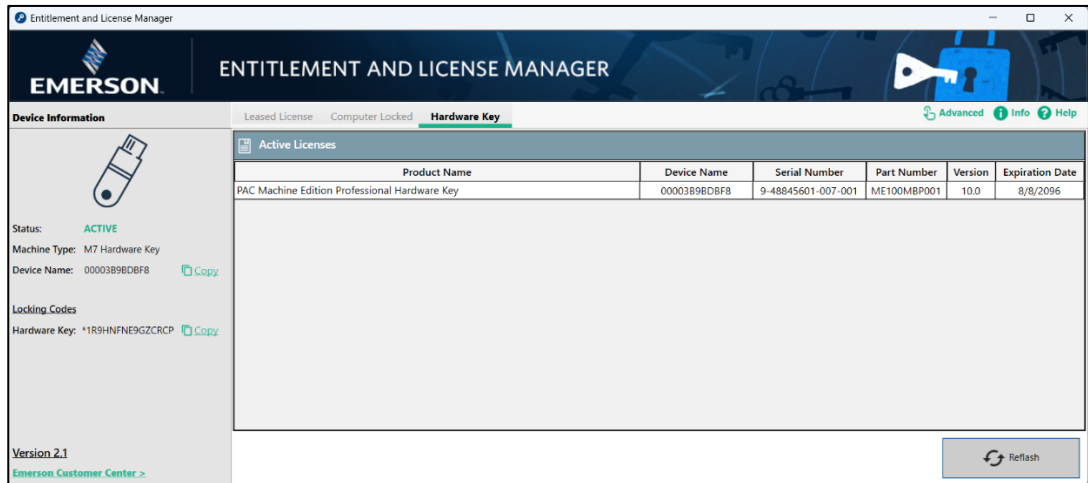 Entitlement and License Manager
EMERSON
ENTITLEMENT AND LICENSE MANAGER
Device Information
Leased License Computer Locked Hardware Key
Advanced Info Help
Active Licenses
Product Name Device Name Serial Number Part Number Version Expiration Date
PAC Machine Edition Professional Hardware Key 00003B9BDBF8 9-48845601-007-001 ME100MBP001 10.0 8/8/2096
Status: ACTIVE
Machine Type: M7 Hardware Key
Device Name: 00003B9BDBF8 Copy
Locking Codes
Hardware Key: *1R9HNFNE9GZCRCP Copy
Version 2.1
Emerson Customer Center >
Reflash